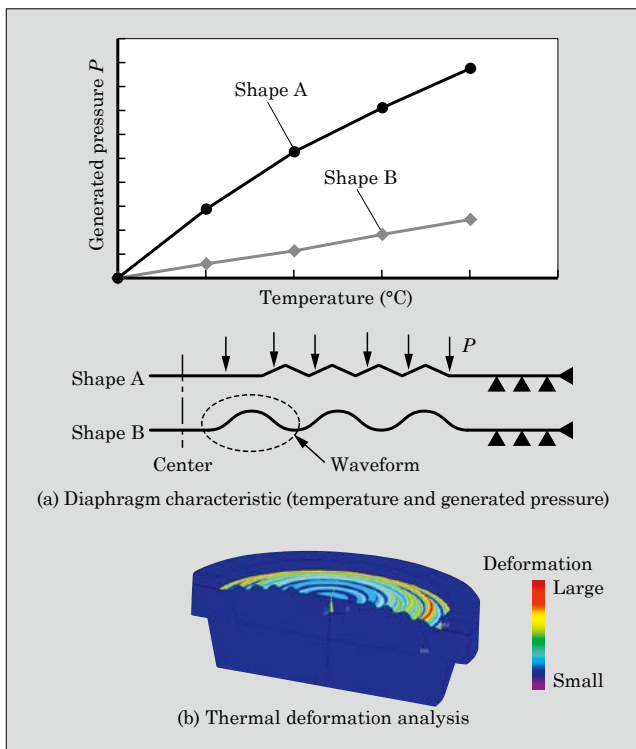 Generated pressure P
Shape A
Shape B
Temperature (°C)
P
Shape A
Shape B
Center
Waveform
(a) Diaphragm characteristic (temperature and generated pressure)
Deformation
Large
Small
(b) Thermal deformation analysis